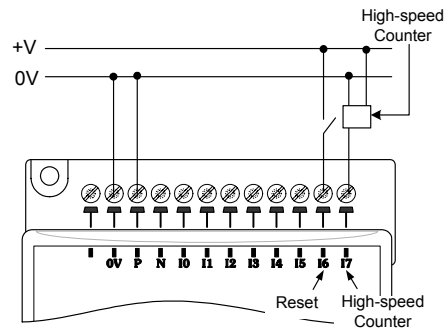 High-speed
Counter
+V
0V
0V P N I0 I1 I2 I3 I4 I5 I6 I7
Reset
High-speed
Counter